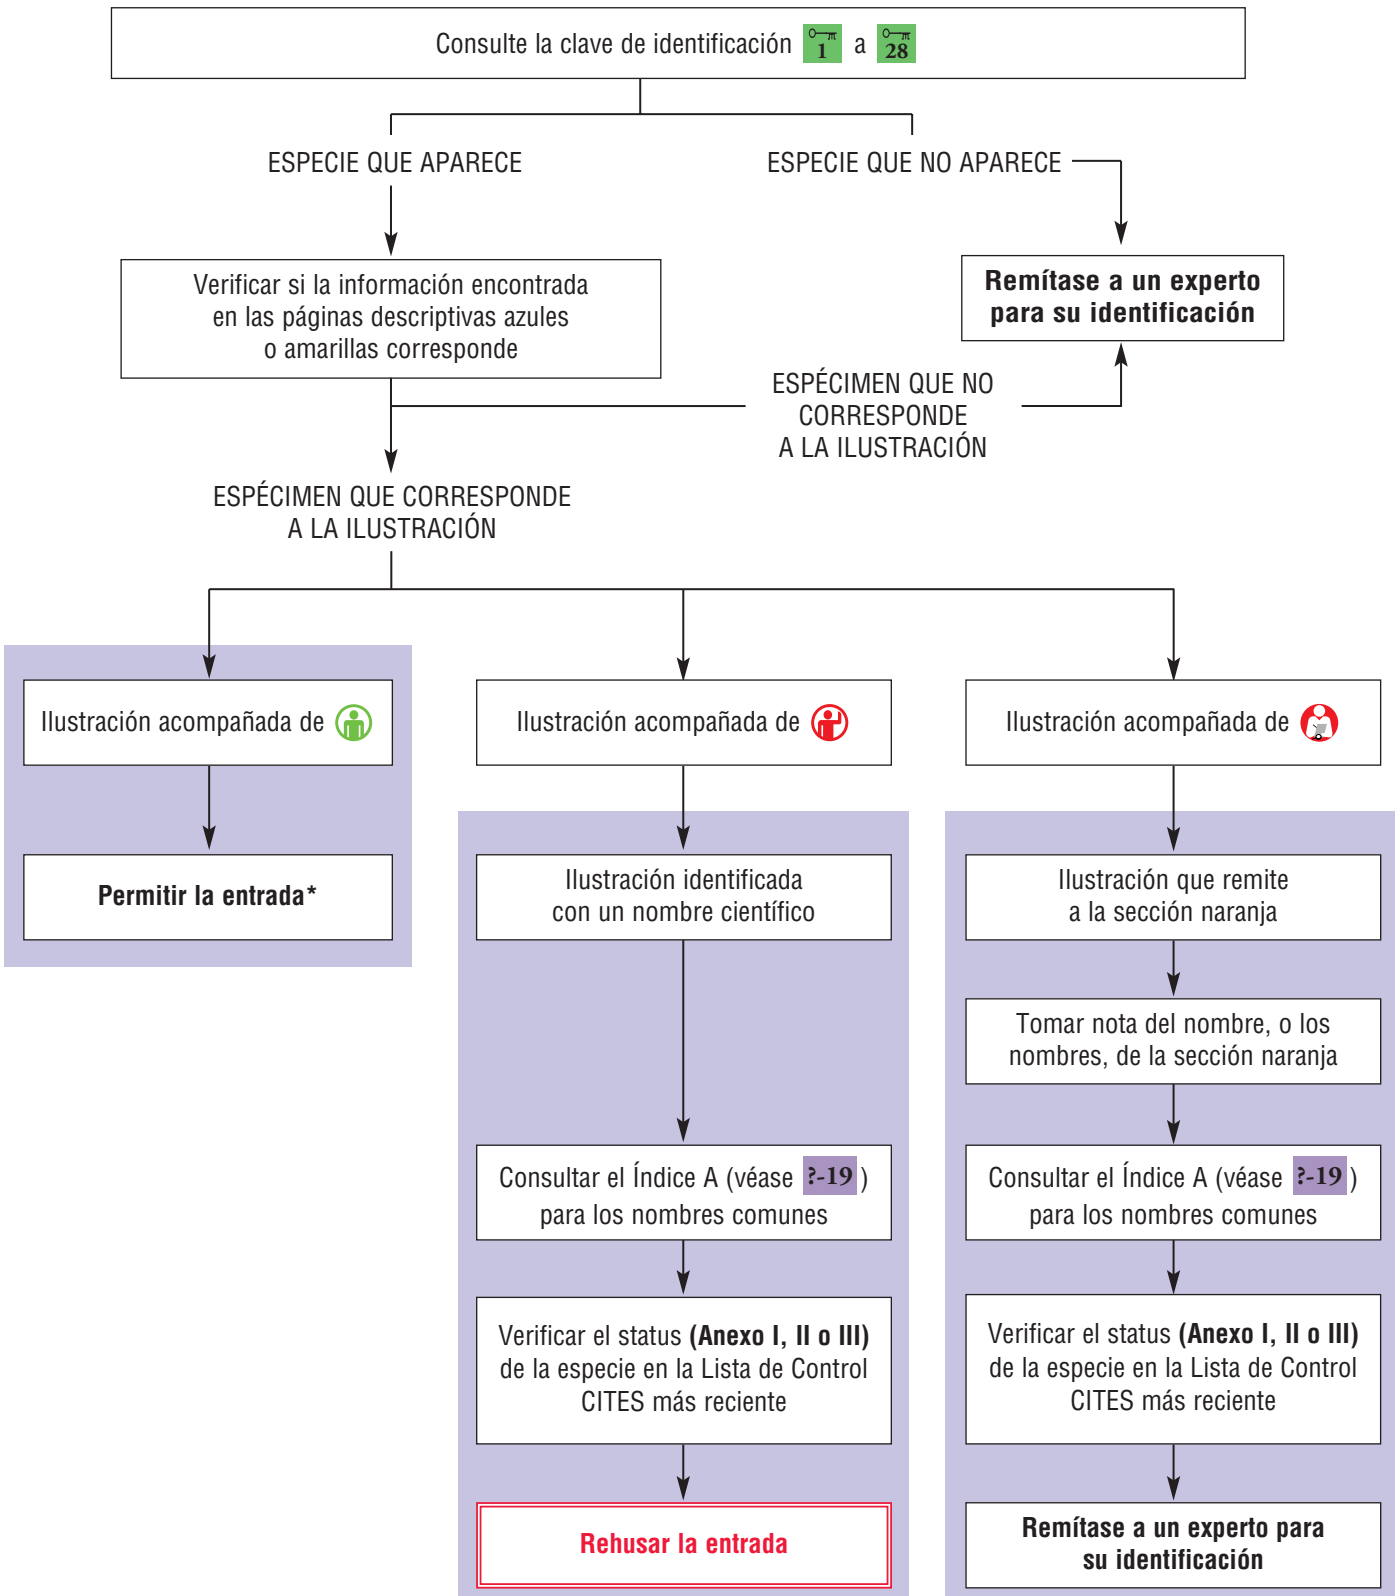 Consulte la clave de identificación 1 a 28
ESPECIE QUE APARECE
ESPECIE QUE NO APARECE
Verificar si la información encontrada
en las páginas descriptivas azules
o amarillas corresponde
Remítase a un experto
para su identificación
ESPÉCIMEN QUE NO
CORRESPONDE
A LA ILUSTRACIÓN
ESPÉCIMEN QUE CORRESPONDE
A LA ILUSTRACIÓN
Ilustración acompañada de
Permitir la entrada*
Ilustración acompañada de
Ilustración identificada
con un nombre científico
Consultar el Índice A (véase ?-19 )
para los nombres comunes
Verificar el status (Anexo I, II o III)
de la especie en la Lista de Control
CITES más reciente
Rehusar la entrada
Ilustración acompañada de
Ilustración que remite
a la sección naranja
Tomar nota del nombre, o los
nombres, de la sección naranja
Consultar el Índice A (véase ?-19 )
para los nombres comunes
Verificar el status (Anexo I, II o III)
de la especie en la Lista de Control
CITES más reciente
Remítase a un experto para
su identificación